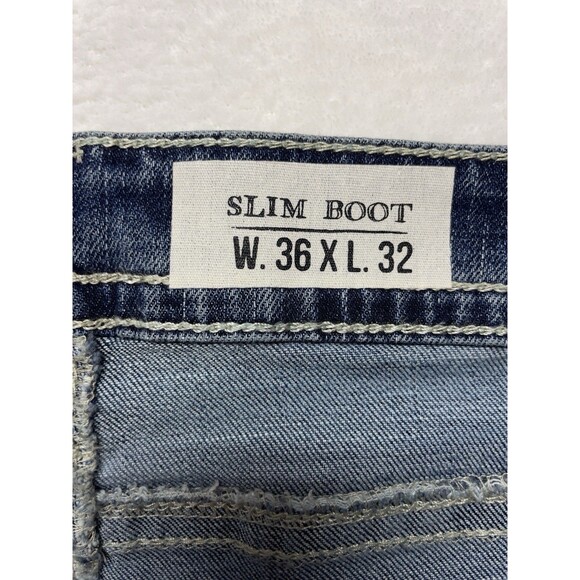 SLIM BOOT
W. 36 X L. 32